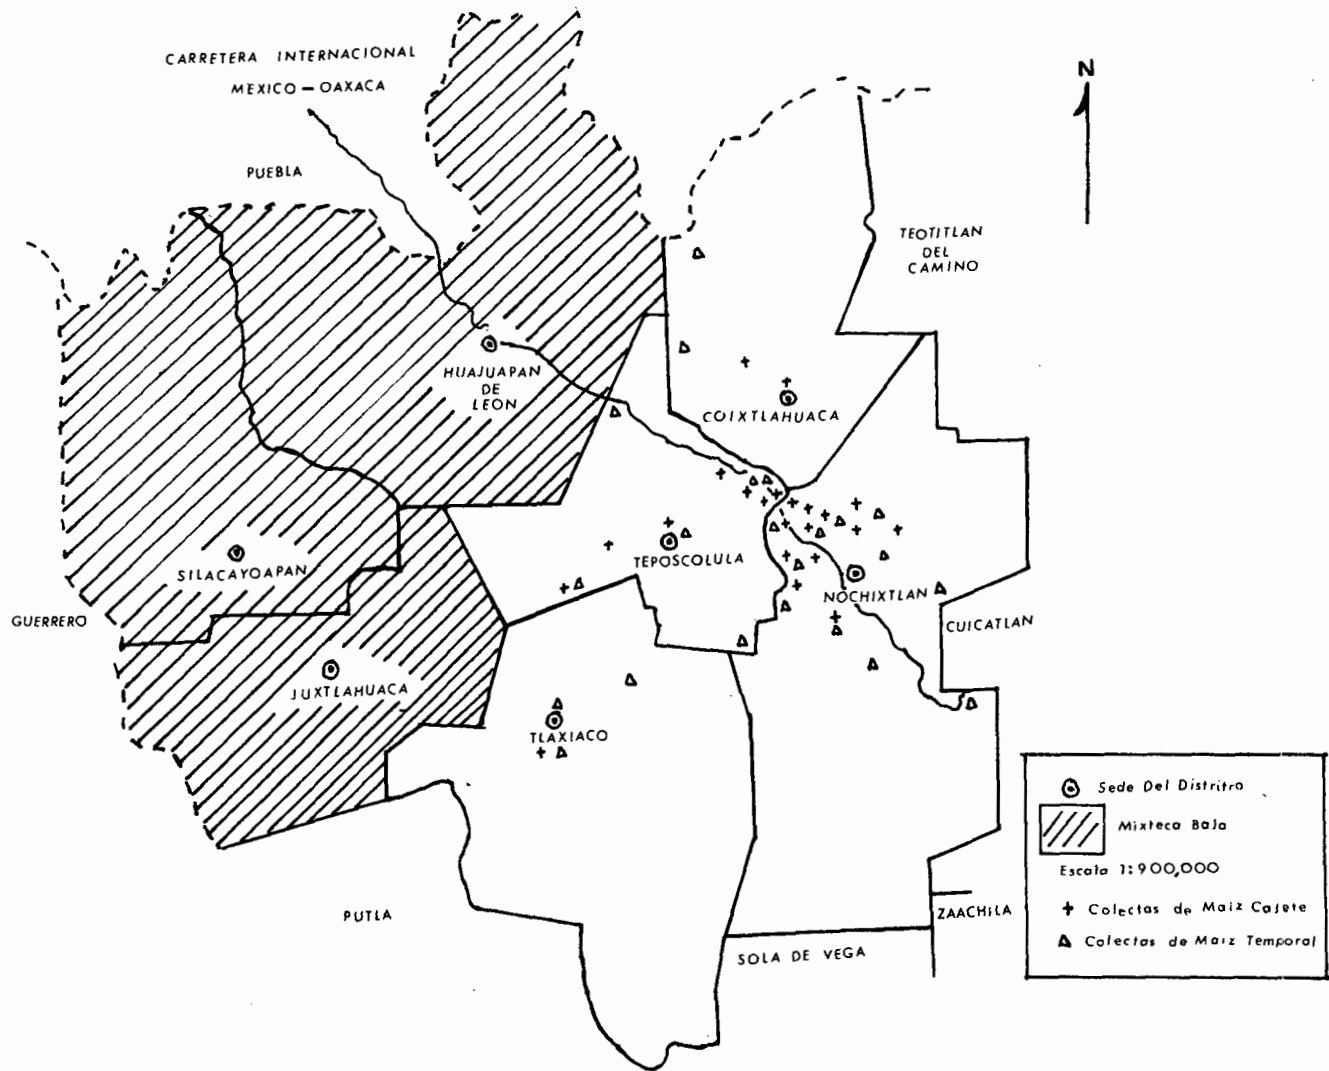 CARRETERA INTERNACIONAL
MEXICO — OAXACA
N
PUEBLA
TEOTITLAN
DEL
CAMINO
HUAJUAPAN
DE
LEON
COIXTLAHUACA
SILACAYOAPAN
TEPOSCOLULA
NOCHIXTLAN
GUERRERO
CUICATLAN
JUXTLAHUACA
TLAXIACO
Sede Del Distritro
Mixteca Baja
Escala 1:900,000
PUTLA
ZAACHILA
Colectas de Maiz Cajete
Colectas de Maiz Temporal
SOLA DE VEGA